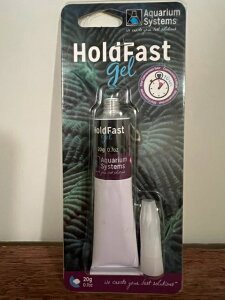 Aquarium
Systems
we create your best solutions
HoldFast
gel
HoldFast
GEL
20g 0.7oz
Aquarium
Systems
20g
0.7oz
we create your best solutions